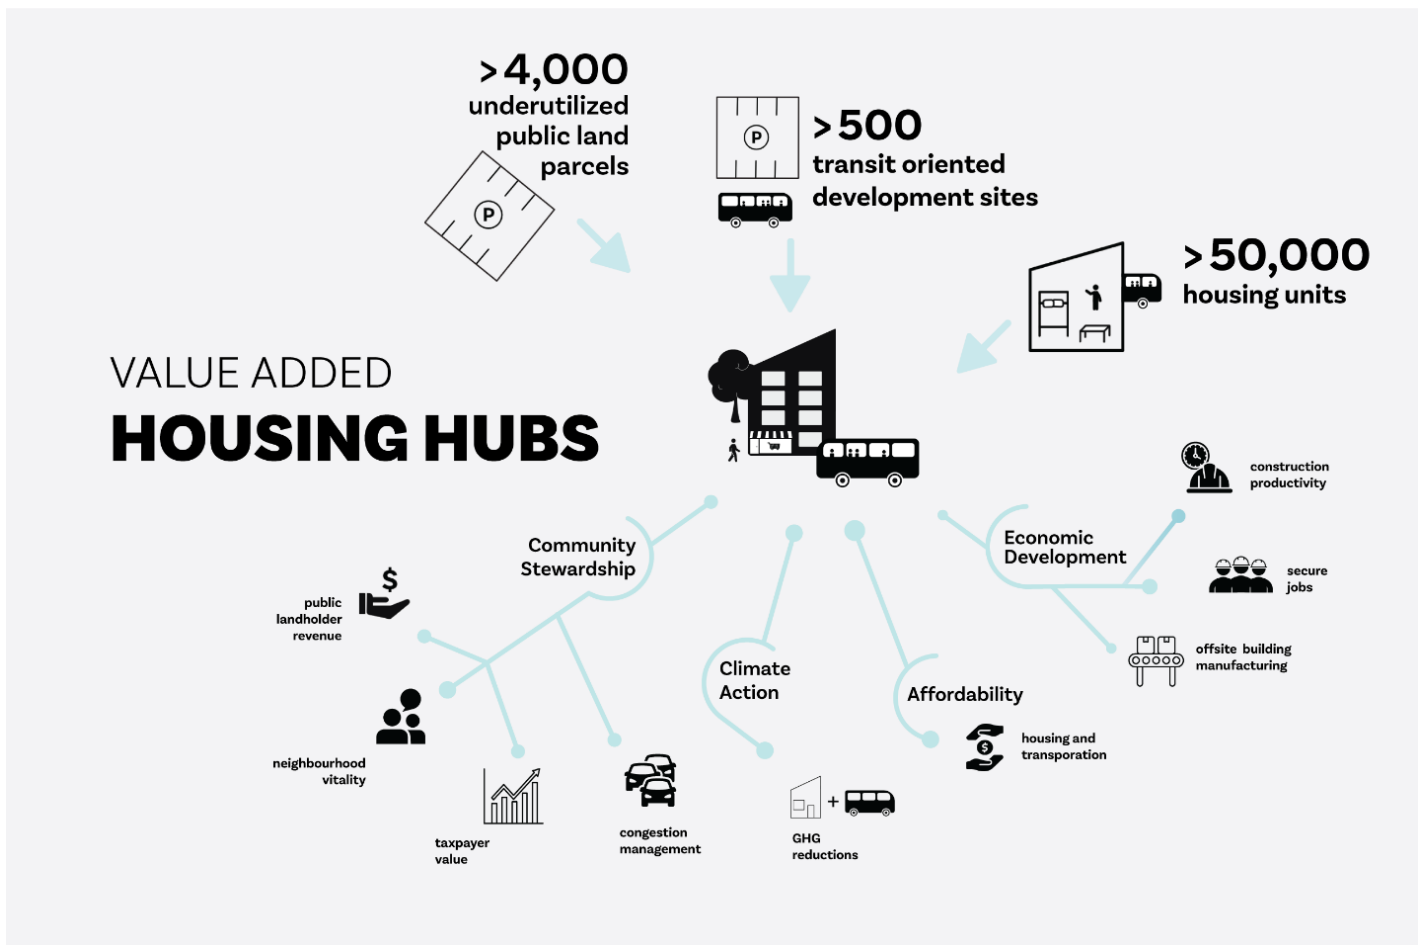 >4,000
underutilized
public land
parcels
P
P
>500
transit oriented
development sites
>50,000
housing units
VALUE ADDED
HOUSING HUBS
Community
Stewardship
$
public
landholder
revenue
neighbourhood
vitality
taxpayer
value
congestion
management
Climate
Action
+
GHG
reductions
Affordability
$
housing and
transporation
Economic
Development
construction
productivity
secure
jobs
offsite building
manufacturing